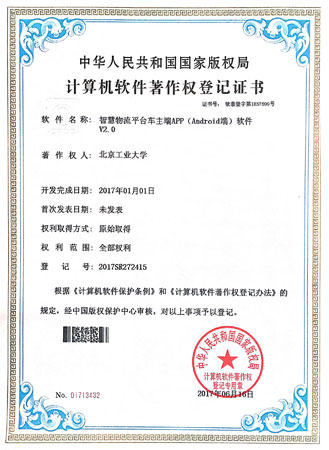 中华人民共和国国家版权局
计算机软件著作权登记证书
证书号： 软著登字第1857699号
软件名称： 智慧物流平台车主端APP（Android端）软件
V2.0
著作权人： 北京工业大学
开发完成日期： 2017年01月01日
首次发表日期： 未发表
权利取得方式： 原始取得
权利范围： 全部权利
登记号： 2017SR272415
根据《计算机软件保护条例》和《计算机软件著作权登记办法》的
规定，经中国版权保护中心审核，对以上事项予以登记。
中华人民共和国国家版权局
计算机软件著作权
登记专用章
No. 01713432
2017年06月16日